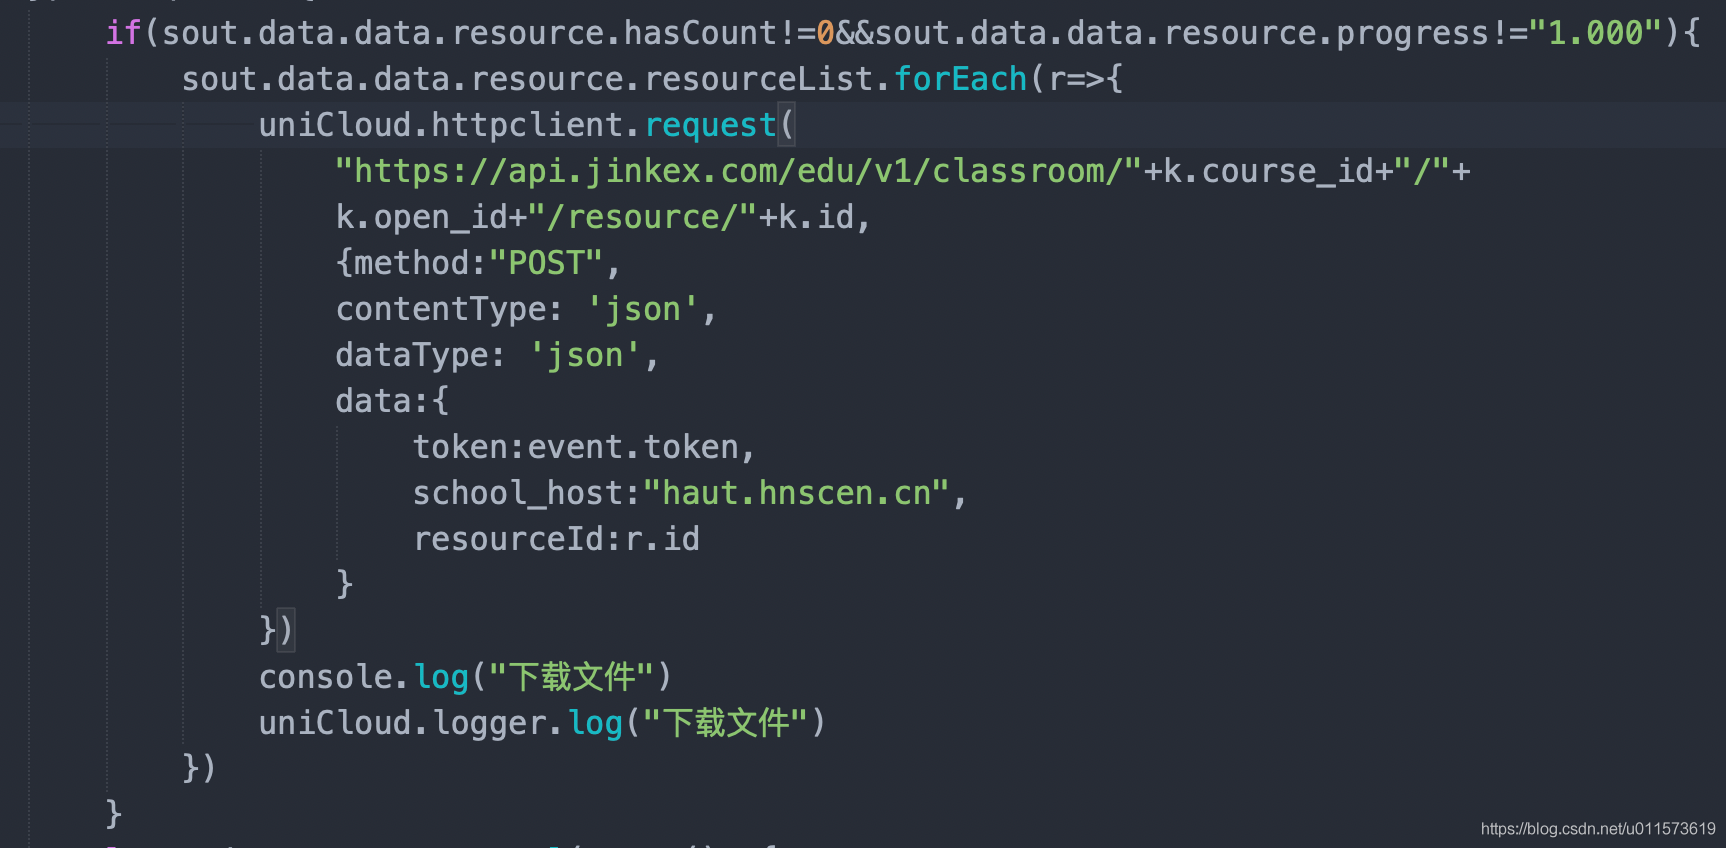 if(sout.data.data.resource.hasCount!=0&&sout.data.data.resource.progress!="1.000"){
sout.data.data.resource.resourceList.forEach(r=>{
uniCloud.httpclient.request(
"https://api.jinkex.com/edu/v1/classroom/"+k.course_id+"/"+
k.open_id+"/resource/"+k.id,
{method:"POST",
contentType: 'json',
dataType: 'json',
data:{
token:event.token,
school_host:"haut.hnscen.cn",
resourceId:r.id
}
})
console.log("下载文件")
uniCloud.logger.log("下载文件")
})
}
https://blog.csdn.net/u011573619